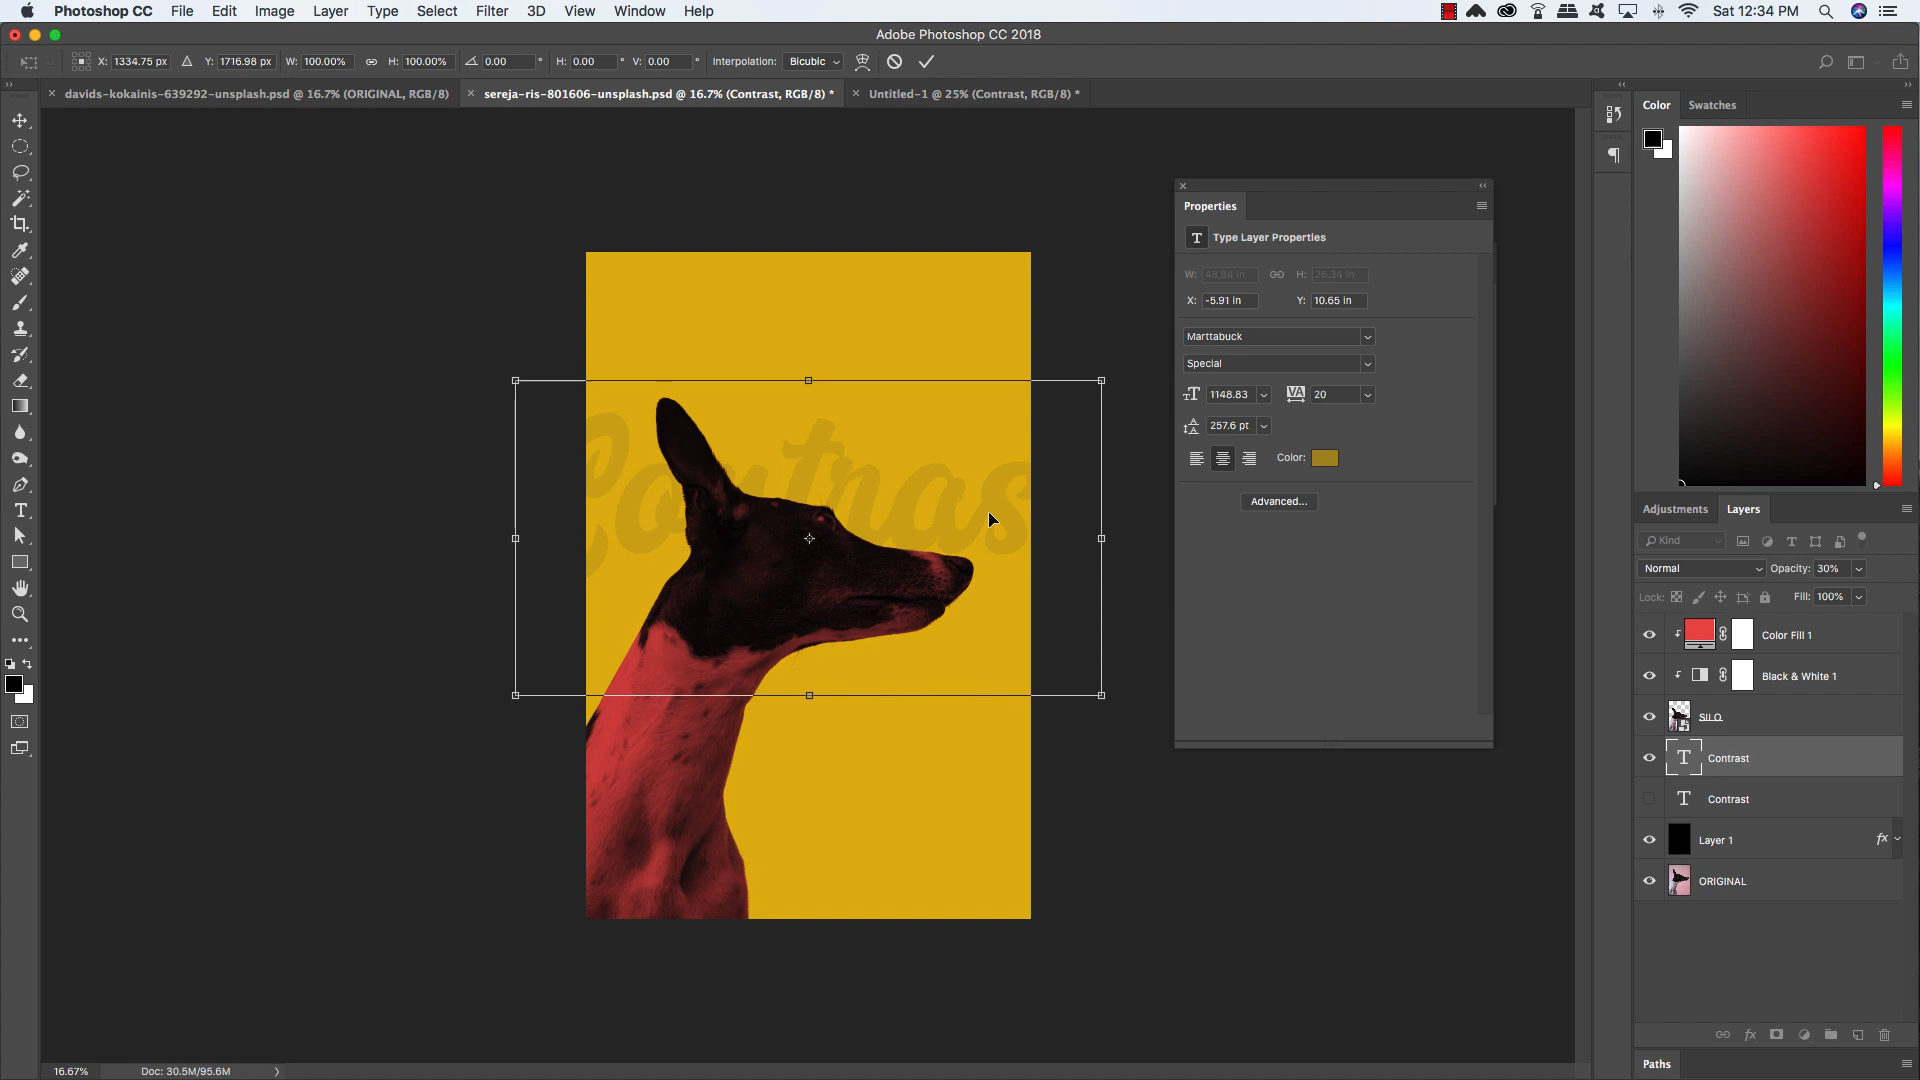 Photoshop CC File Edit Image Layer Type Select Filter 3D View Window Help Sat 12:34 PM
Adobe Photoshop CC 2018
X: 1334.75 px Y: 1716.98 px W: 100.00% H: 100.00% 0.00 ° H: 0.00 ° V: 0.00 ° Interpolation: Bicubic
davids-kokainis-639292-unsplash.psd @ 16.7% (ORIGINAL, RGB/8) sereja-ris-801606-unsplash.psd @ 16.7% (Contrast, RGB/8) * Untitled-1 @ 25% (Contrast, RGB/8) *
Color Swatches
Properties
T Type Layer Properties
W: 48.84 in H: 26.34 in
X: -5.91 in Y: 10.65 in
Marttabuck
Special
1148.83 VA 20
257.6 pt
Color:
Advanced...
Contras
Adjustments Layers
Kind
Normal Opacity: 30%
Lock: Fill: 100%
Color Fill 1
Black & White 1
SILO
T Contrast
T Contrast
Layer 1 fx
ORIGINAL
fx
Paths
16.67% Doc: 30.5M/95.6M